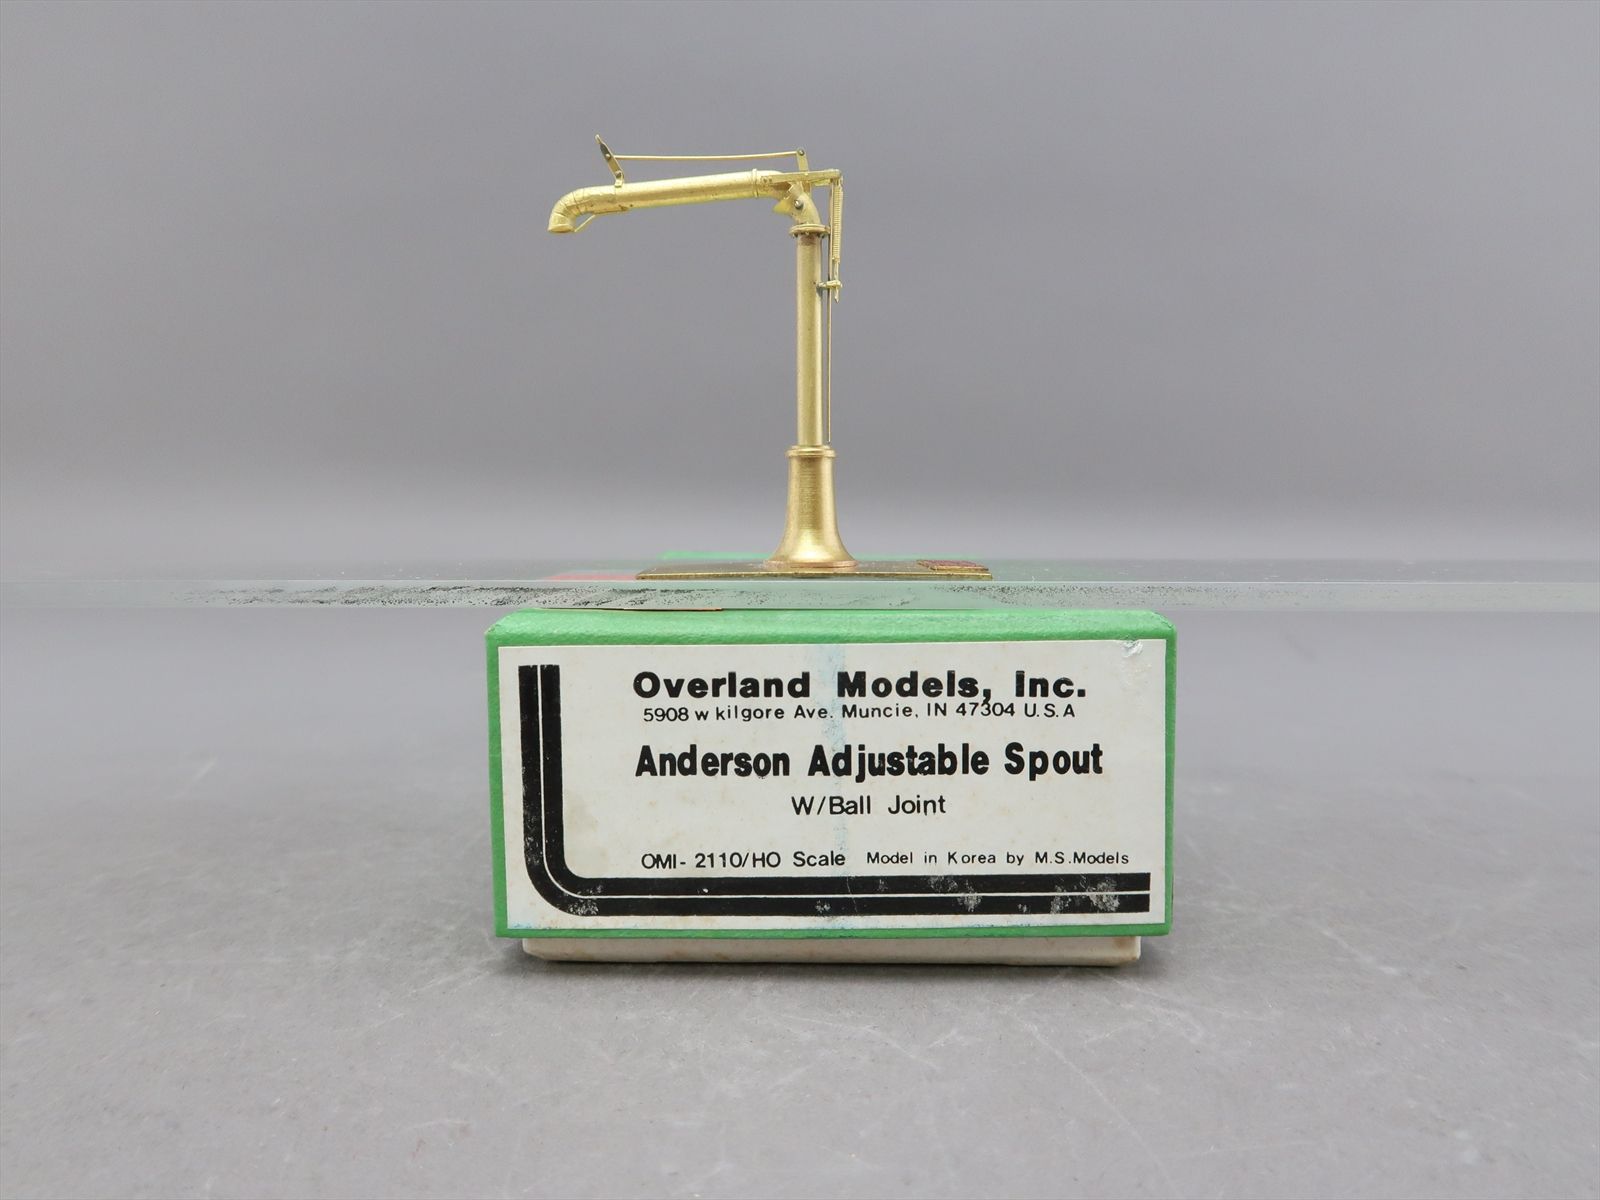 Overland Models, Inc.
5908 w kilgore Ave. Muncie, IN 47304 U.S.A
Anderson Adjustable Spout
W/Ball Joint
OMI- 2110/HO Scale Model in Korea by M.S.Models